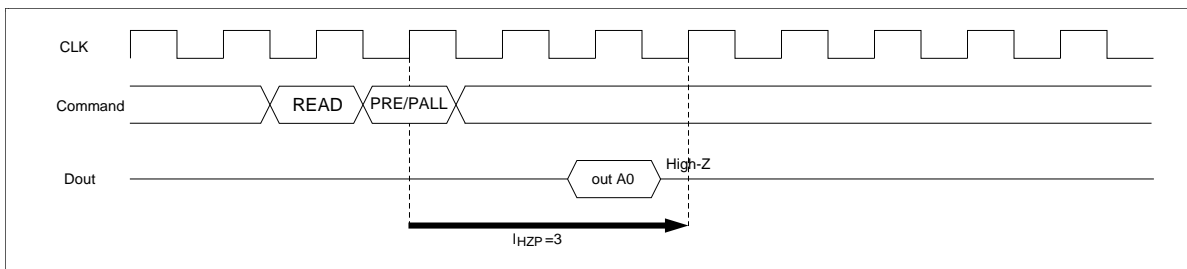 CLK
Command
READ
PRE/PALL
Dout
out A0
High-Z
lHZP=3